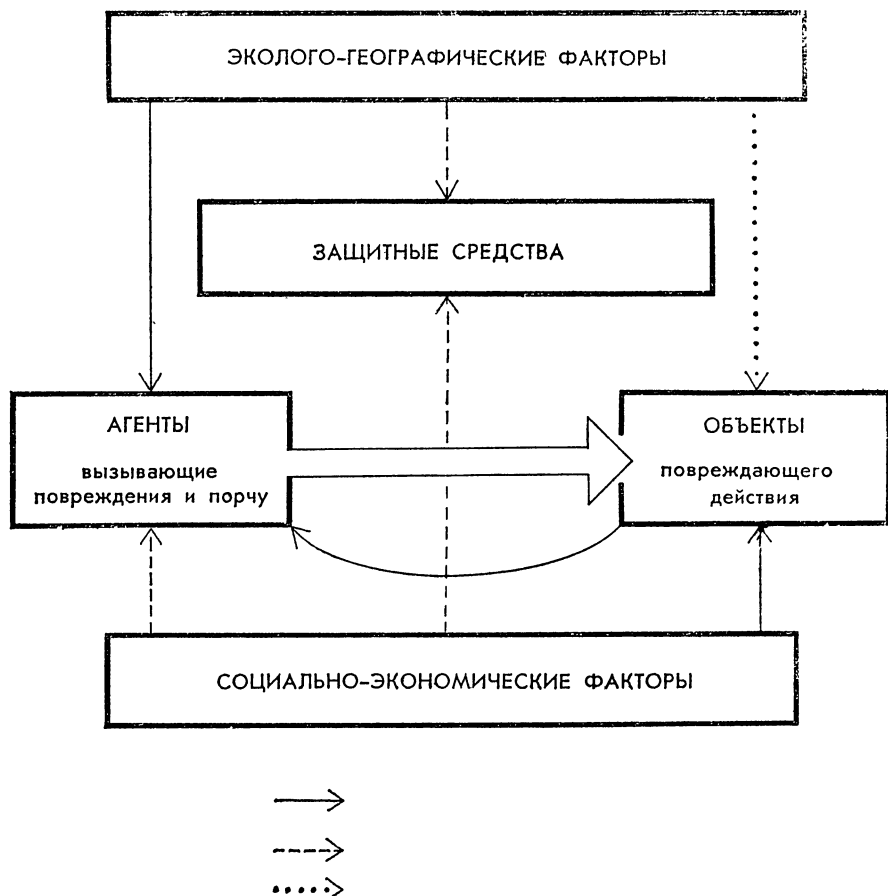 ЭКОЛОГО-ГЕОГРАФИЧЕСКИЕ ФАКТОРЫ
ЗАЩИТНЫЕ СРЕДСТВА
АГЕНТЫ
вызывающие
повреждения и порчу
ОБЪЕКТЫ
повреждающего
действия
СОЦИАЛЬНО-ЭКОНОМИЧЕСКИЕ ФАКТОРЫ